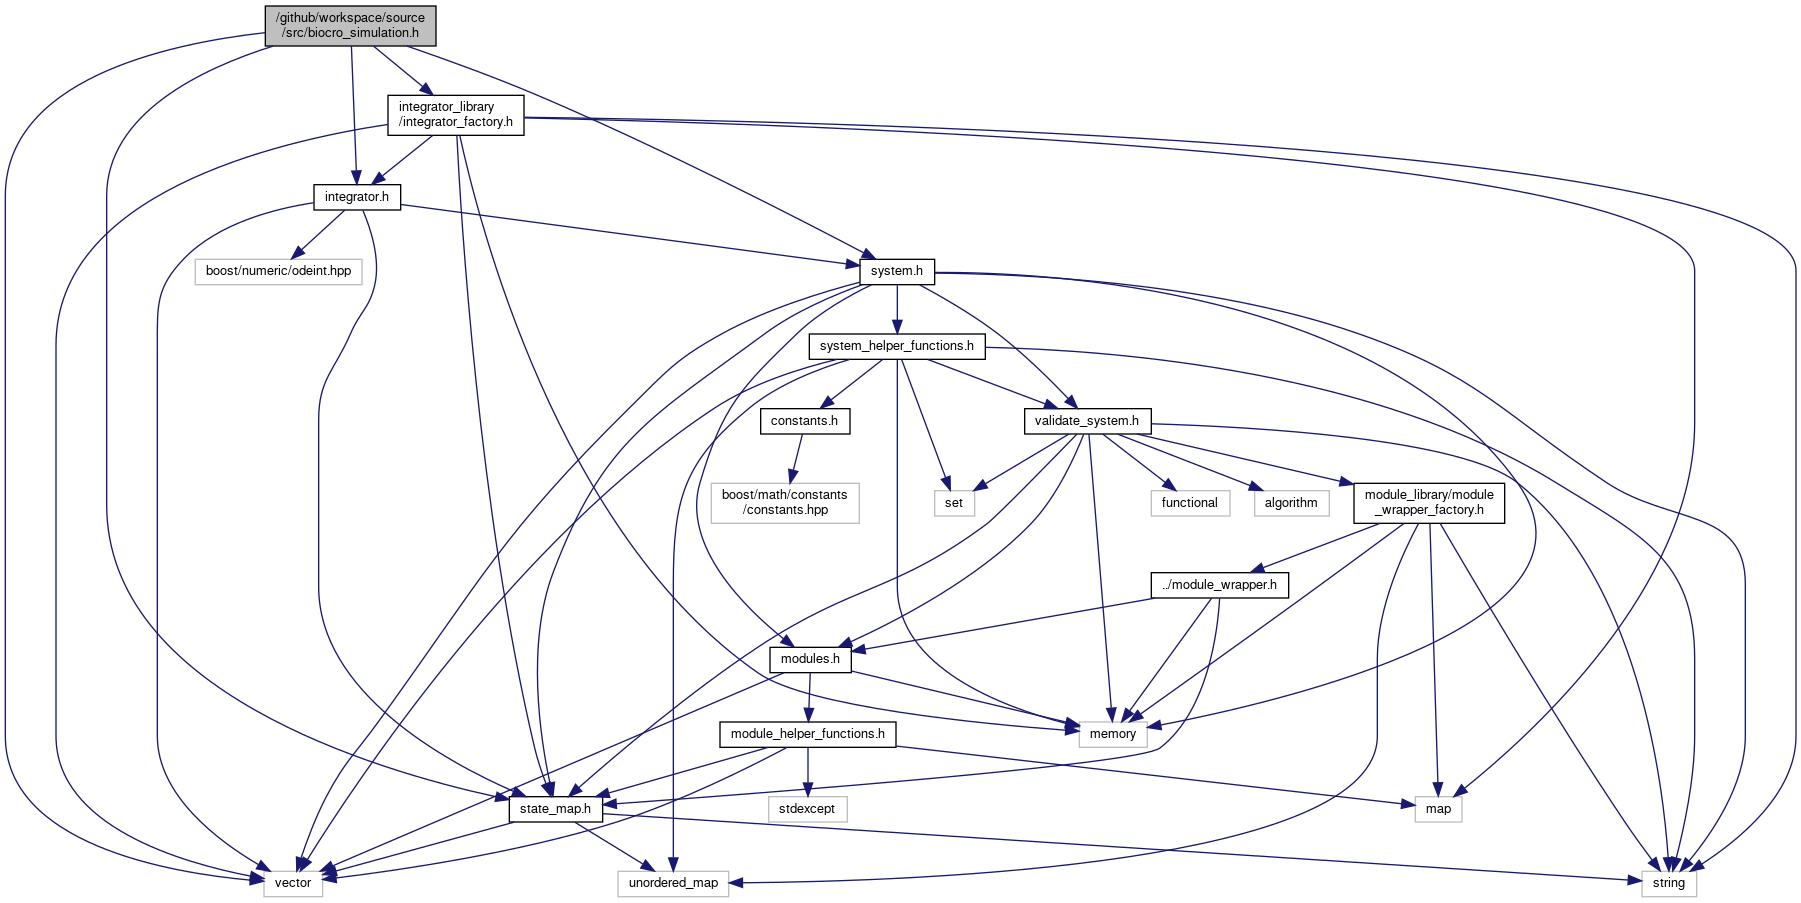 /github/workspace/source
/src/biocro_simulation.h
integrator_library
/integrator_factory.h
integrator.h
boost/numeric/odeint.hpp
system.h
system_helper_functions.h
constants.h
validate_system.h
boost/math/constants
/constants.hpp
set
functional
algorithm
module_library/module
_wrapper_factory.h
../module_wrapper.h
modules.h
module_helper_functions.h
memory
state_map.h
stdexcept
map
vector
unordered_map
string